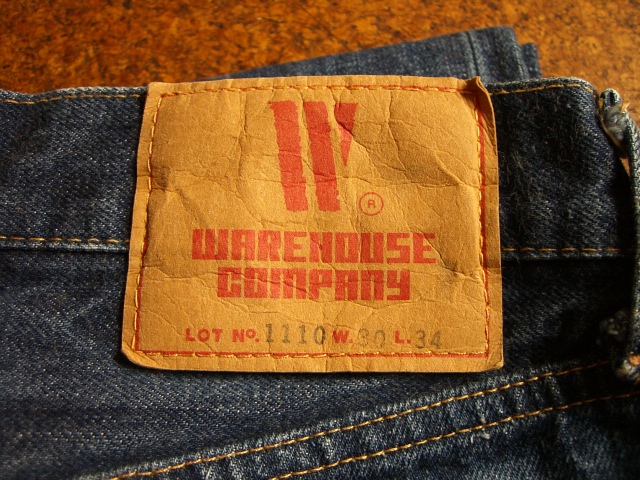 W
®
WAREHOUSE
COMPANY
LOT No. 1110 W. 30 L. 34